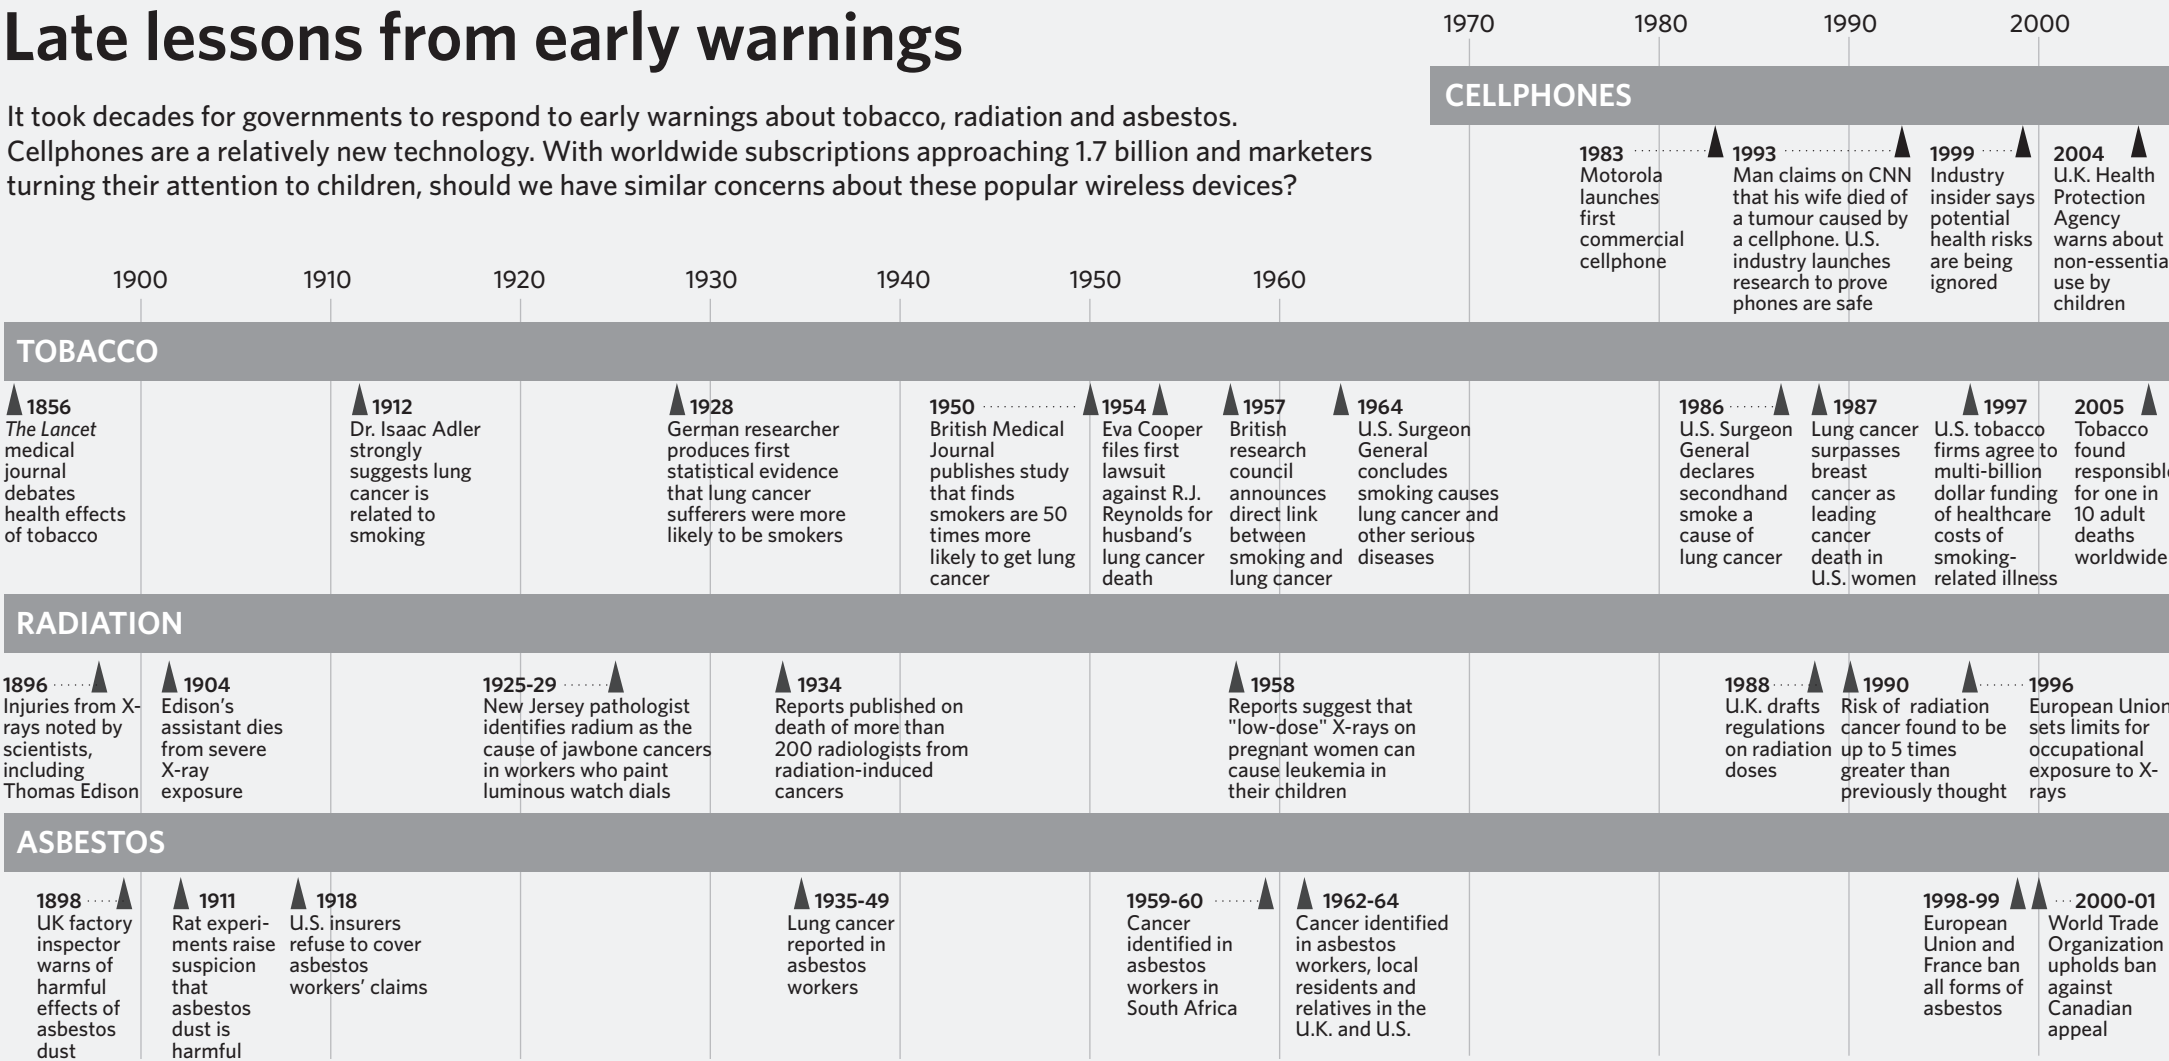 Late lessons from early warnings
It took decades for governments to respond to early warnings about tobacco, radiation and asbestos.
Cellphones are a relatively new technology. With worldwide subscriptions approaching 1.7 billion and marketers
turning their attention to children, should we have similar concerns about these popular wireless devices?
1970 1980 1990 2000
CELLPHONES
1983
Motorola
launches
first
commercial
cellphone
1993
Man claims on CNN
that his wife died of
a tumour caused by
a cellphone. U.S.
industry launches
research to prove
phones are safe
1999
Industry
insider says
potential
health risks
are being
ignored
2004
U.K. Health
Protection
Agency
warns about
non-essentia
use by
children
1900 1910 1920 1930 1940 1950 1960
TOBACCO
1856
The Lancet
medical
journal
debates
health effects
of tobacco
1912
Dr. Isaac Adler
strongly
suggests lung
cancer is
related to
smoking
1928
German researcher
produces first
statistical evidence
that lung cancer
sufferers were more
likely to be smokers
1950
British Medical
Journal
publishes study
that finds
smokers are 50
times more
likely to get lung
cancer
1954
Eva Cooper
files first
lawsuit
against R.J.
Reynolds for
husband’s
lung cancer
death
1957
British
research
council
announces
direct link
between
smoking and
lung cancer
1964
U.S. Surgeon
General
concludes
smoking causes
lung cancer and
other serious
diseases
1986
U.S. Surgeon
General
declares
secondhand
smoke a
cause of
lung cancer
1987
Lung cancer
surpasses
breast
cancer as
leading
cancer
death in
U.S. women
1997
U.S. tobacco
firms agree to
multi-billion
dollar funding
of healthcare
costs of
smoking-
related illness
2005
Tobacco
found
responsible
for one in
10 adult
deaths
worldwide
RADIATION
1896
Injuries from X-
rays noted by
scientists,
including
Thomas Edison
1904
Edison’s
assistant dies
from severe
X-ray
exposure
1925-29
New Jersey pathologist
identifies radium as the
cause of jawbone cancers
in workers who paint
luminous watch dials
1934
Reports published on
death of more than
200 radiologists from
radiation-induced
cancers
1958
Reports suggest that
"low-dose" X-rays on
pregnant women can
cause leukemia in
their children
1988
U.K. drafts
regulations
on radiation
doses
1990
Risk of radiation
cancer found to be
up to 5 times
greater than
previously thought
1996
European Union
sets limits for
occupational
exposure to X-
rays
ASBESTOS
1898
UK factory
inspector
warns of
harmful
effects of
asbestos
dust
1911
Rat experi-
ments raise
suspicion
that
asbestos
dust is
harmful
1918
U.S. insurers
refuse to cover
asbestos
workers’ claims
1935-49
Lung cancer
reported in
asbestos
workers
1959-60
Cancer
identified in
asbestos
workers in
South Africa
1962-64
Cancer identified
in asbestos
workers, local
residents and
relatives in the
U.K. and U.S.
1998-99
European
Union and
France ban
all forms of
asbestos
2000-01
World Trade
Organization
upholds ban
against
Canadian
appeal